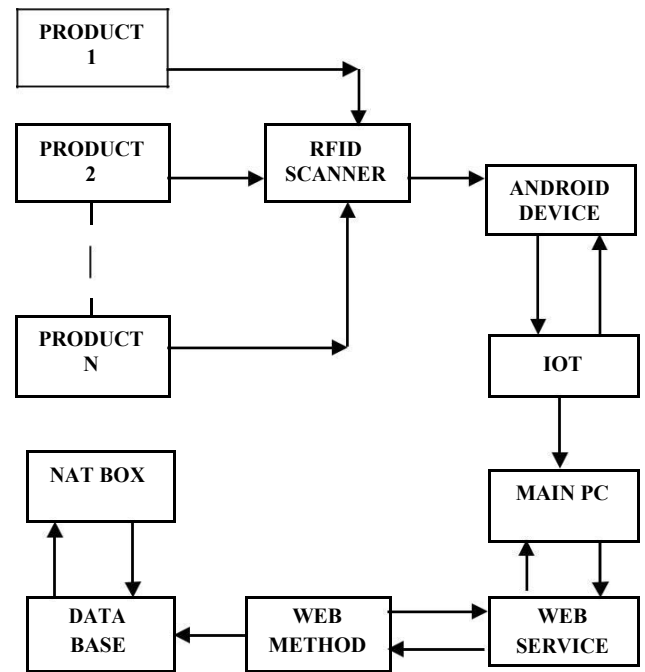 PRODUCT
1
PRODUCT
2
RFID
SCANNER
ANDROID
DEVICE
PRODUCT
N
IOT
NAT BOX
MAIN PC
DATA
BASE
WEB
METHOD
WEB
SERVICE